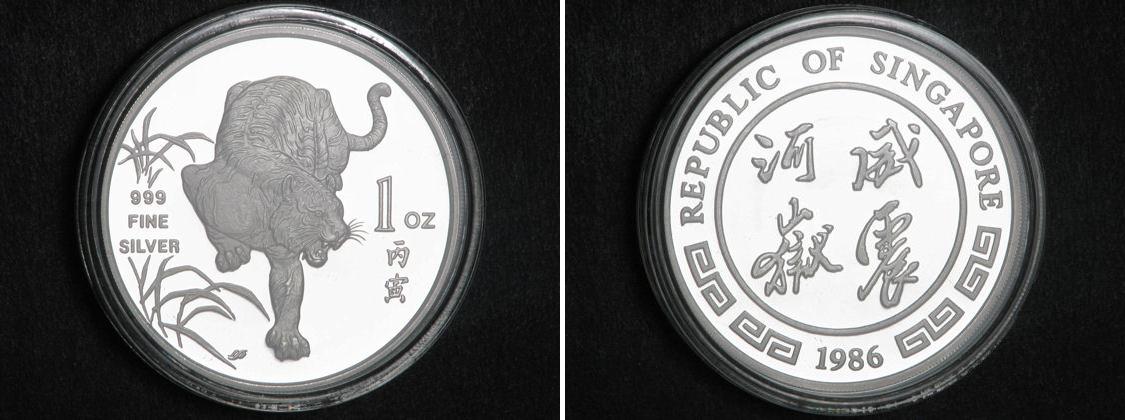 999
FINE
SILVER
1 OZ
丙
寅
REPUBLIC OF SINGAPORE
威震
河嶽
1986